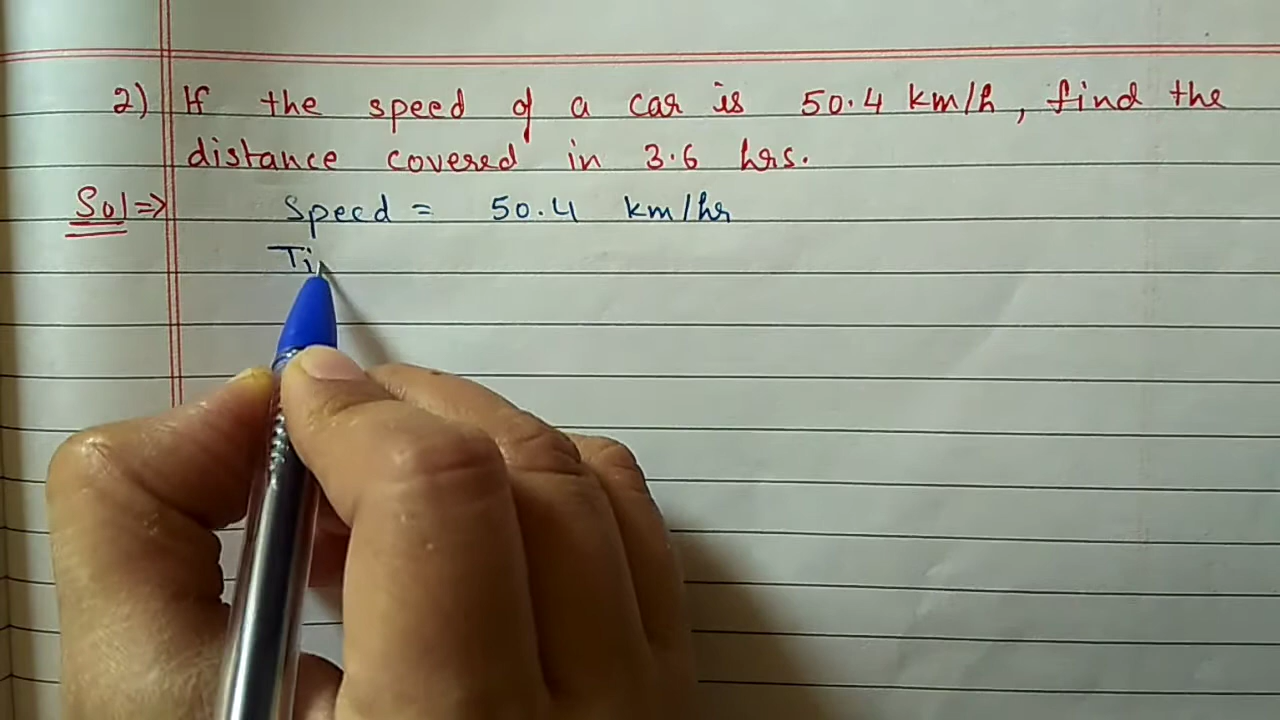 2) If the speed of a car is 50.4 km/h, find the
distance covered in 3.6 hrs.
Sol⇒ Speed = 50.4 km/hr
Ti